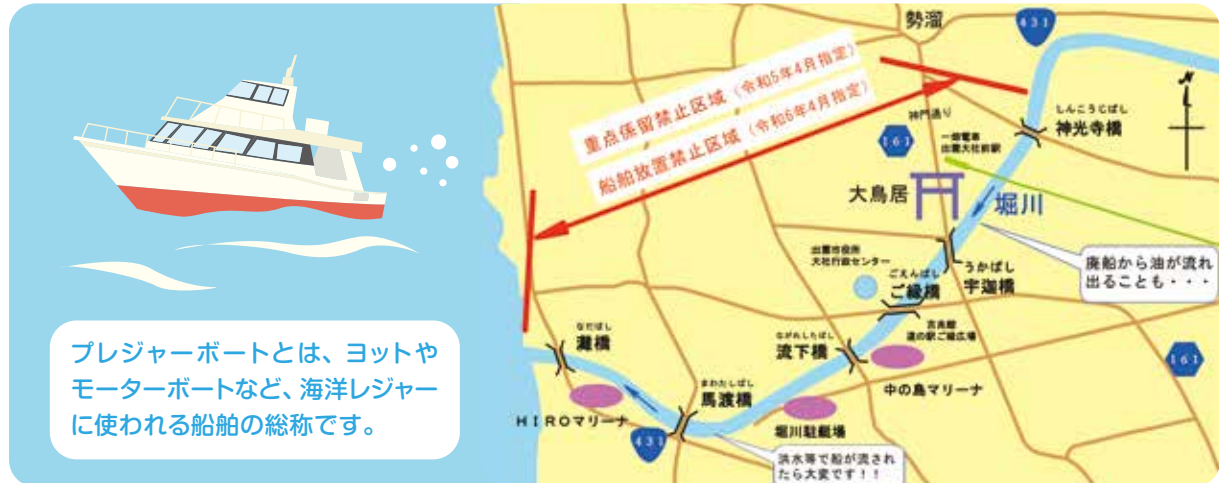 プレジャーボートとは、ヨットや
モーターボートなど、海洋レジャー
に使われる船舶の総称です。
勢溜
431
重点係留禁止区域（令和5年4月指定）
船舶放置禁止区域（令和6年4月指定）
神門通り
161
一畑電車
出雲大社前駅
しんこうじばし
神光寺橋
大鳥居
堀川
出雲市役所
大社行政センター
ごえんばし
ご縁橋
うかばし
宇迦橋
廃船から油が流れ
出ることも・・・
吉兆館
道の駅ご縁広場
なだばし
灘橋
ながれしたばし
流下橋
161
中の島マリーナ
まわたしばし
馬渡橋
HIROマリーナ
431
堀川駐艇場
洪水等で船が流され
たら大変です！！